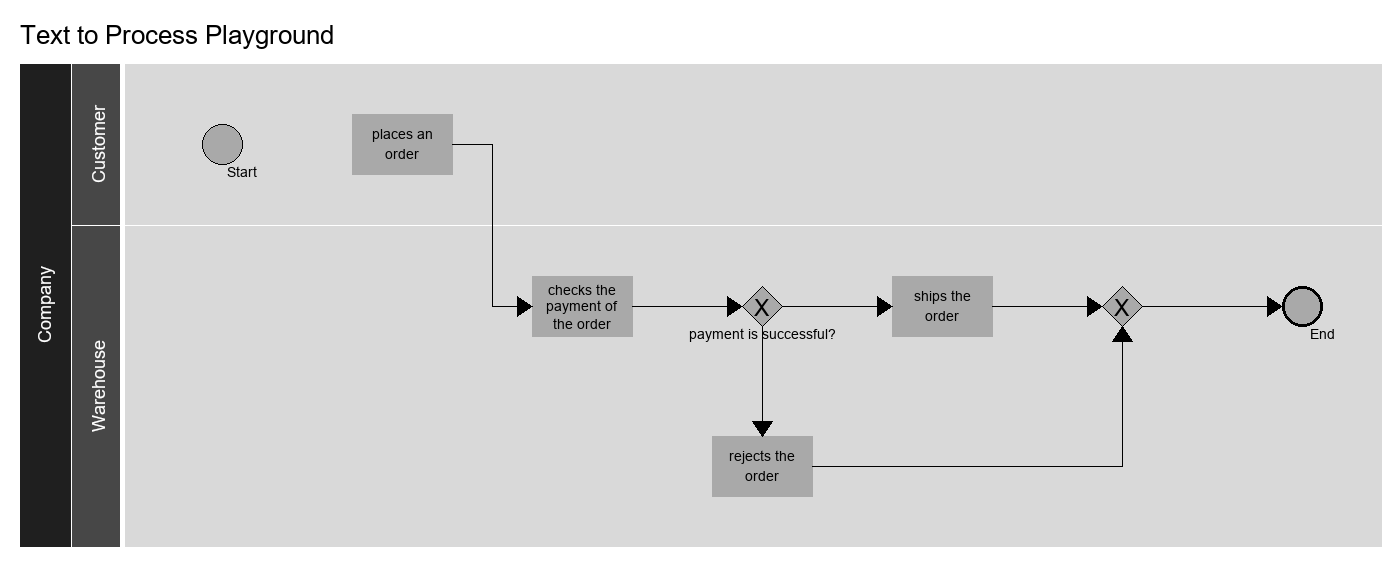 Text to Process Playground
Company
Customer
Start
places an
order
Warehouse
checks the
payment of
the order
X
payment is successful?
ships the
order
X
End
rejects the
order